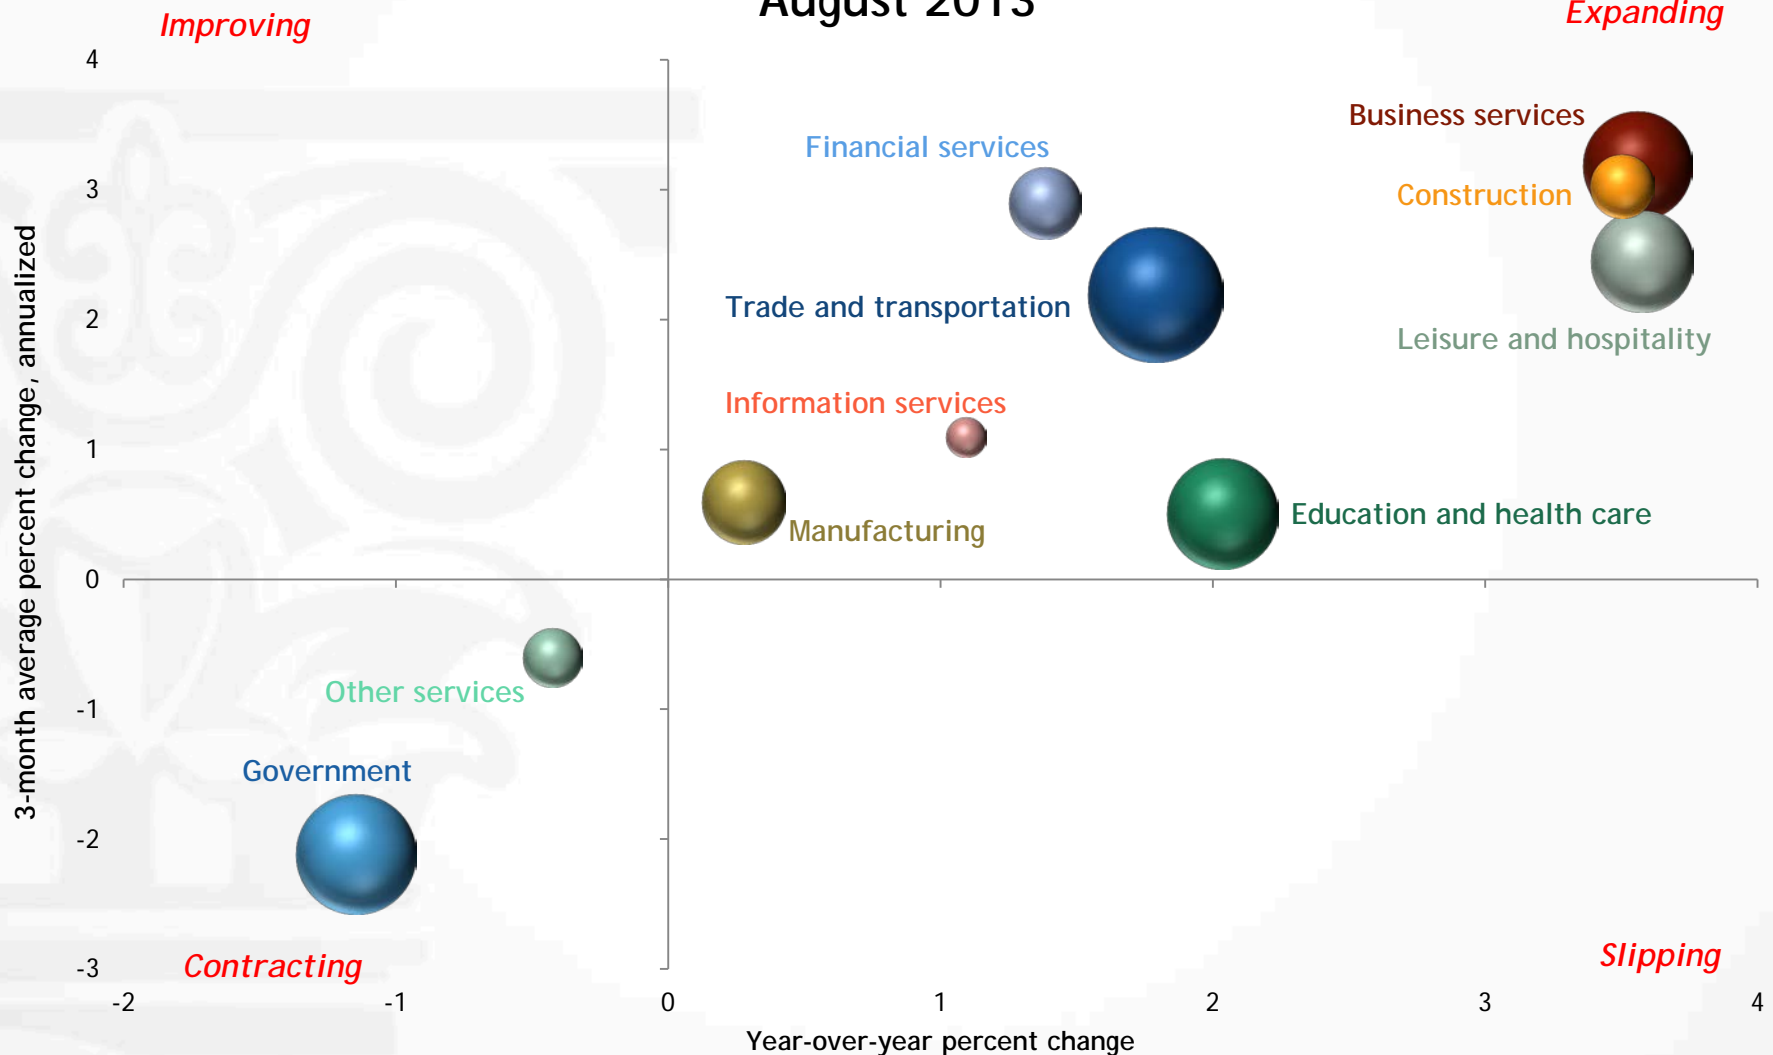 August 2013
Improving
Expanding
4
Business services
Financial services
3
Construction
Trade and transportation
2
Leisure and hospitality
Information services
1
Education and health care
Manufacturing
0
Other services
-1
Government
-2
Contracting
Slipping
-3
-2 -1 0 1 2 3 4
Year-over-year percent change
3-month average percent change, annualized